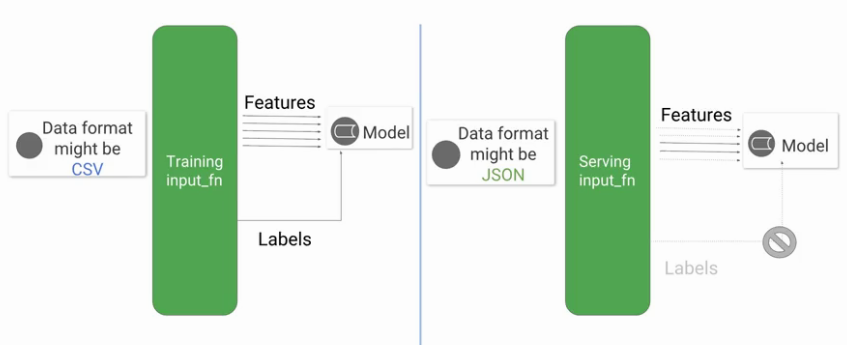 Features
Data format
might be
CSV
Model
Training
input_fn
Labels
Features
Data format
might be
JSON
Model
Serving
input_fn
Labels